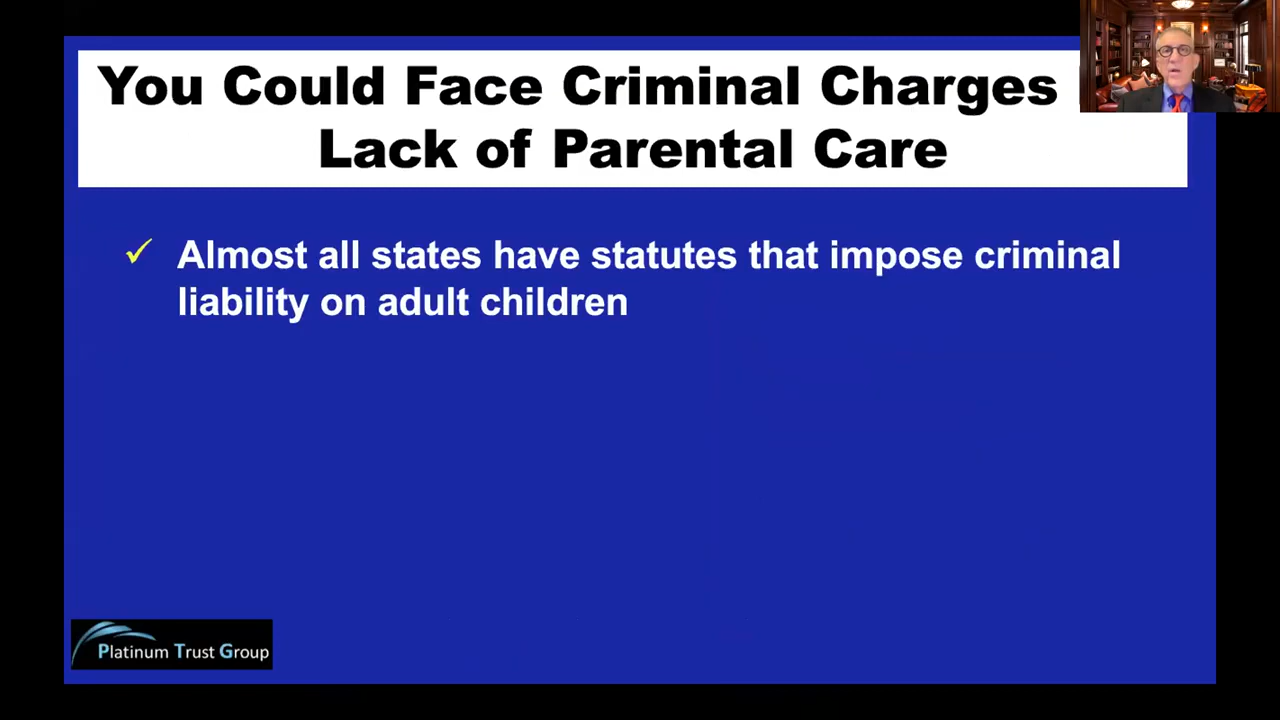 You Could Face Criminal Charges
Lack of Parental Care
✓ Almost all states have statutes that impose criminal
liability on adult children
Platinum Trust Group